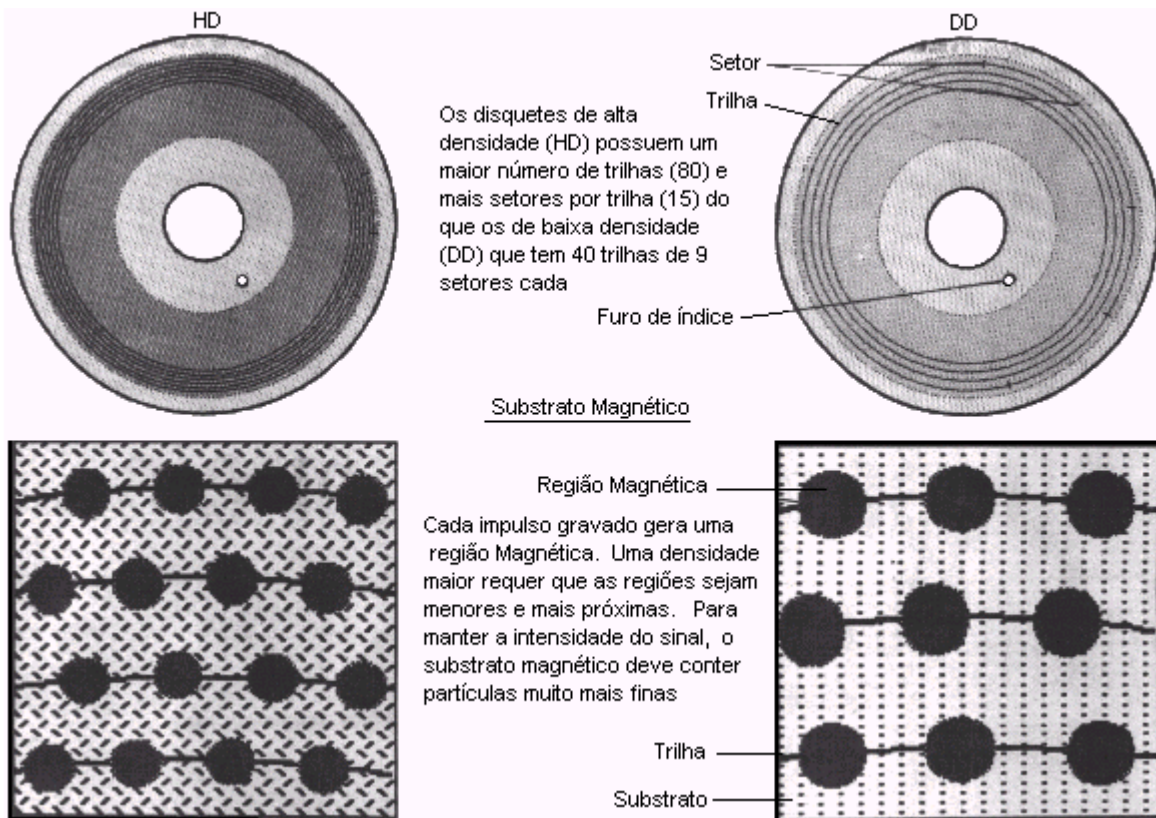 HD
DD
Setor
Trilha
Os disquetes de alta
densidade (HD) possuem um
maior número de trilhas (80) e
mais setores por trilha (15) do
que os de baixa densidade
(DD) que tem 40 trilhas de 9
setores cada
Furo de índice
Substrato Magnético
Região Magnética
Cada impulso gravado gera uma
região Magnética. Uma densidade
maior requer que as regiões sejam
menores e mais próximas. Para
manter a intensidade do sinal, o
substrato magnético deve conter
partículas muito mais finas
Trilha
Substrato